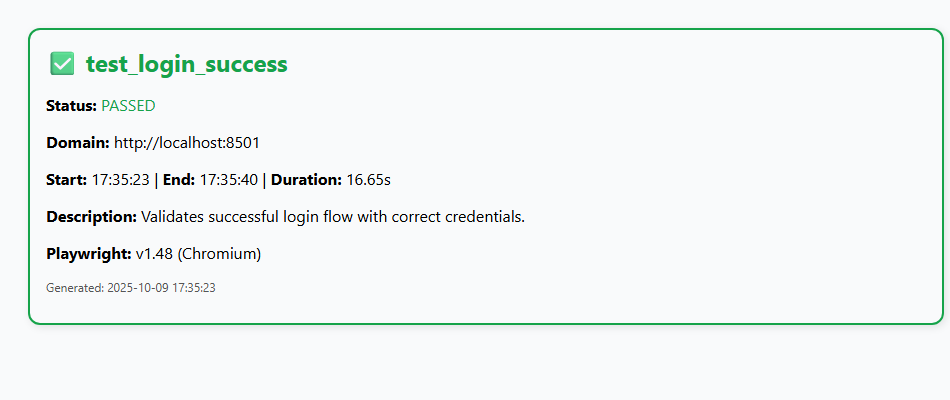 ✅ test_login_success
Status: PASSED
Domain: http://localhost:8501
Start: 17:35:23 | End: 17:35:40 | Duration: 16.65s
Description: Validates successful login flow with correct credentials.
Playwright: v1.48 (Chromium)
Generated: 2025-10-09 17:35:23